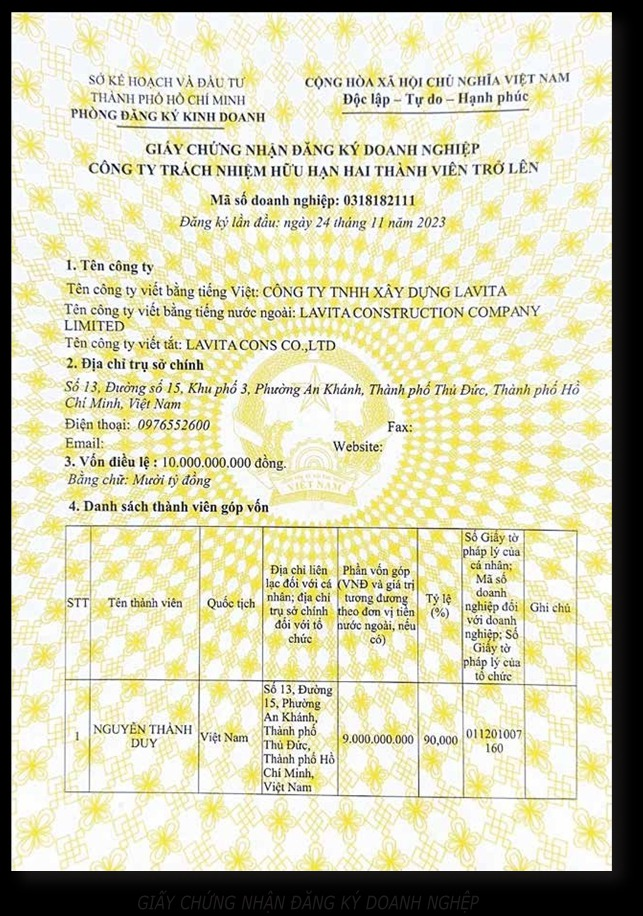 SỞ KẾ HOẠCH VÀ ĐẦU TƯ
THÀNH PHỐ HỒ CHÍ MINH
PHÒNG ĐĂNG KÝ KINH DOANH
CỘNG HÒA XÃ HỘI CHỦ NGHĨA VIỆT NAM
Độc lập – Tự do – Hạnh phúc
GIẤY CHỨNG NHẬN ĐĂNG KÝ DOANH NGHIỆP
CÔNG TY TRÁCH NHIỆM HỮU HẠN HAI THÀNH VIÊN TRỞ LÊN
Mã số doanh nghiệp: 0318182111
Đăng ký lần đầu: ngày 24 tháng 11 năm 2023
1. Tên công ty
Tên công ty viết bằng tiếng Việt: CÔNG TY TNHH XÂY DỰNG LAVITA
Tên công ty viết bằng tiếng nước ngoài: LAVITA CONSTRUCTION COMPANY
LIMITED
Tên công ty viết tắt: LAVITA CONS CO.,LTD
2. Địa chỉ trụ sở chính
Số 13, Đường số 15, Khu phố 3, Phường An Khánh, Thành phố Thủ Đức, Thành phố Hồ
Chí Minh, Việt Nam
Điện thoại: 0976552600 Fax:
Email: Website:
3. Vốn điều lệ : 10.000.000.000 đồng.
Bằng chữ: Mười tỷ đồng
VIỆT NAM
4. Danh sách thành viên góp vốn
STT
Tên thành viên
Quốc tịch
Địa chỉ liên
lạc đối với cá
nhân; địa chỉ
trụ sở chính
đối với tổ
chức
Phần vốn góp
(VNĐ và giá trị
tương đương
theo đơn vị tiền
nước ngoài, nếu
có)
Tỷ lệ
(%)
Số Giấy tờ
pháp lý của
cá nhân;
Mã số
doanh
nghiệp đối
với doanh
nghiệp; Số
Giấy tờ
pháp lý của
tổ chức
Ghi chú
1
NGUYỄN THÀNH
DUY
Việt Nam
Số 13, Đường
15, Phường
An Khánh,
Thành phố
Thủ Đức,
Thành phố Hồ
Chí Minh,
Việt Nam
9.000.000.000
90,000
011201007
160
GIẤY CHỨNG NHẬN ĐĂNG KÝ DOANH NGHỆP